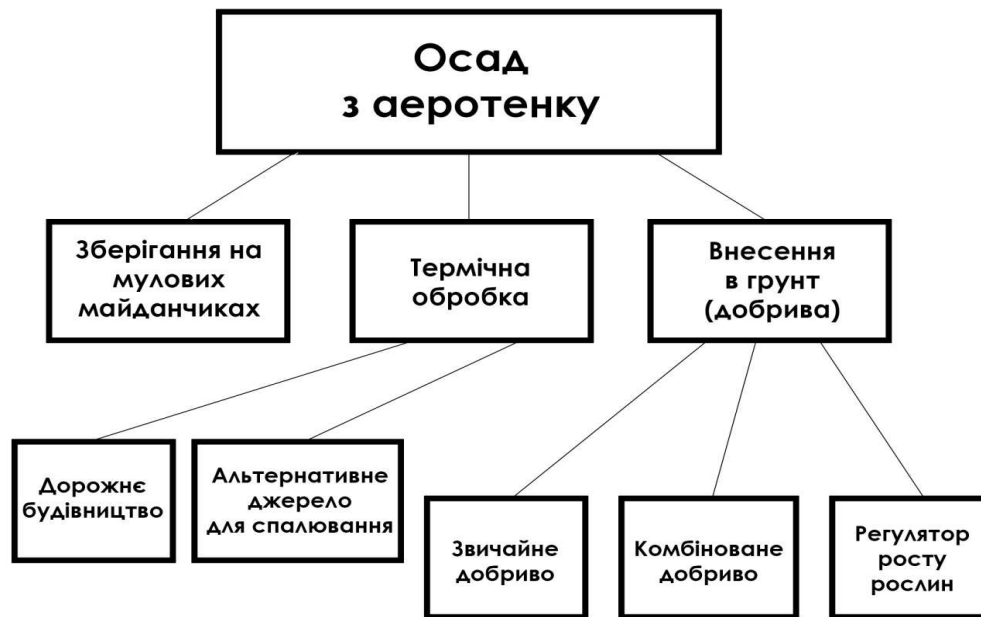 Осад
з аеротенку
Зберігання на
мулових
майданчиках
Термічна
обробка
Внесення
в грунт
(добрива)
Дорожнє
будівництво
Альтернативне
джерело
для спалювання
Звичайне
добриво
Комбіноване
добриво
Регулятор
росту
рослин